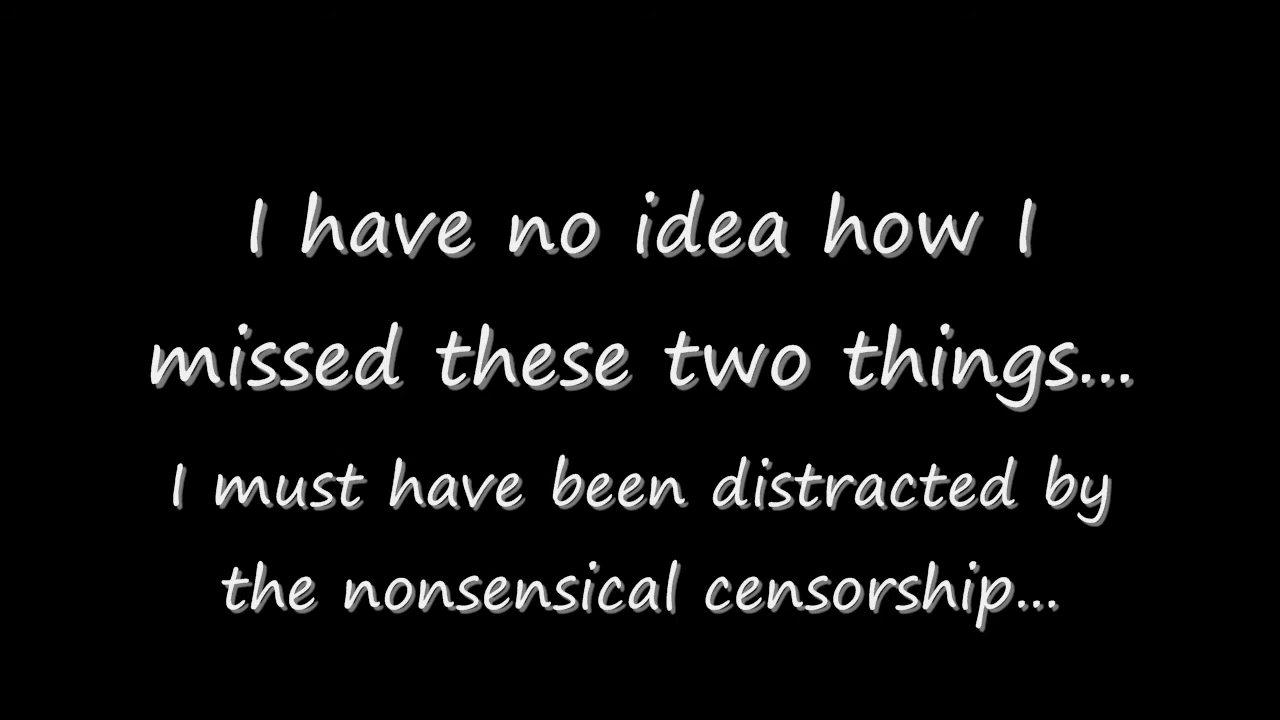 I have no idea how I
missed these two things...
I must have been distracted by
the nonsensical censorship...